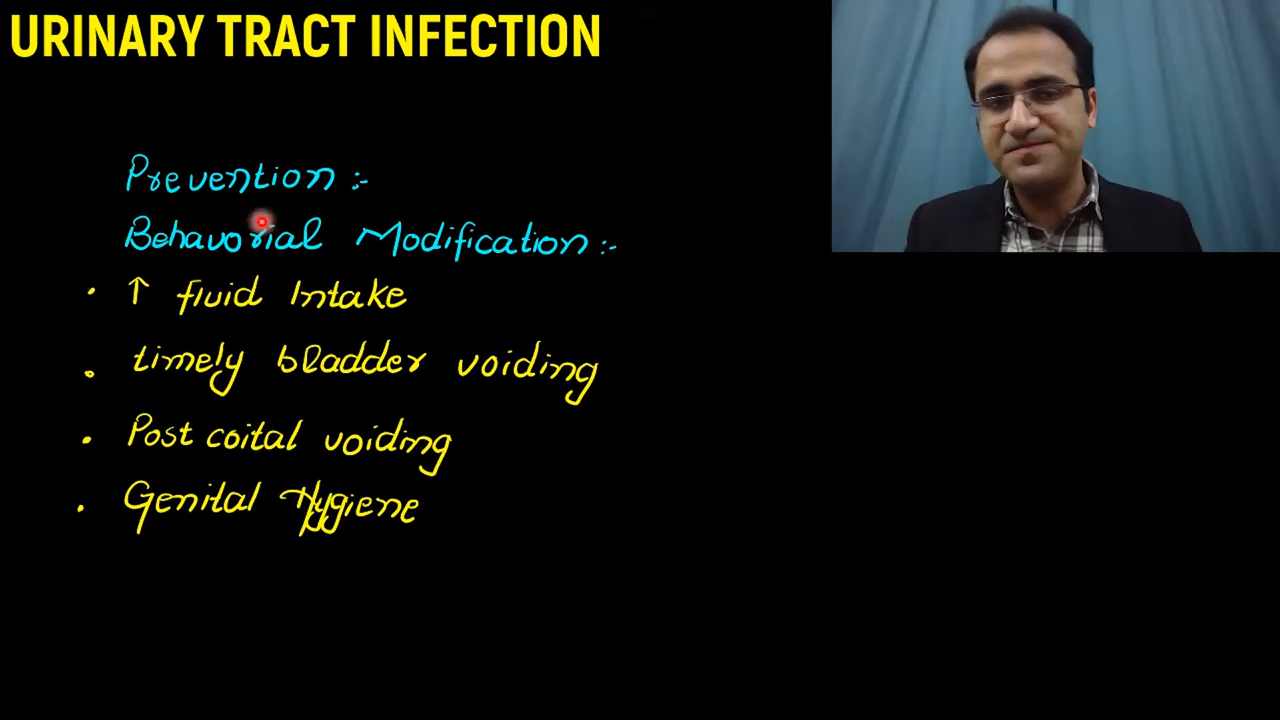 URINARY TRACT INFECTION
Prevention :-
Behavorial Modification :-
• ↑ fluid Intake
• timely bladder voiding
• Post coital voiding
• Genital Hygiene